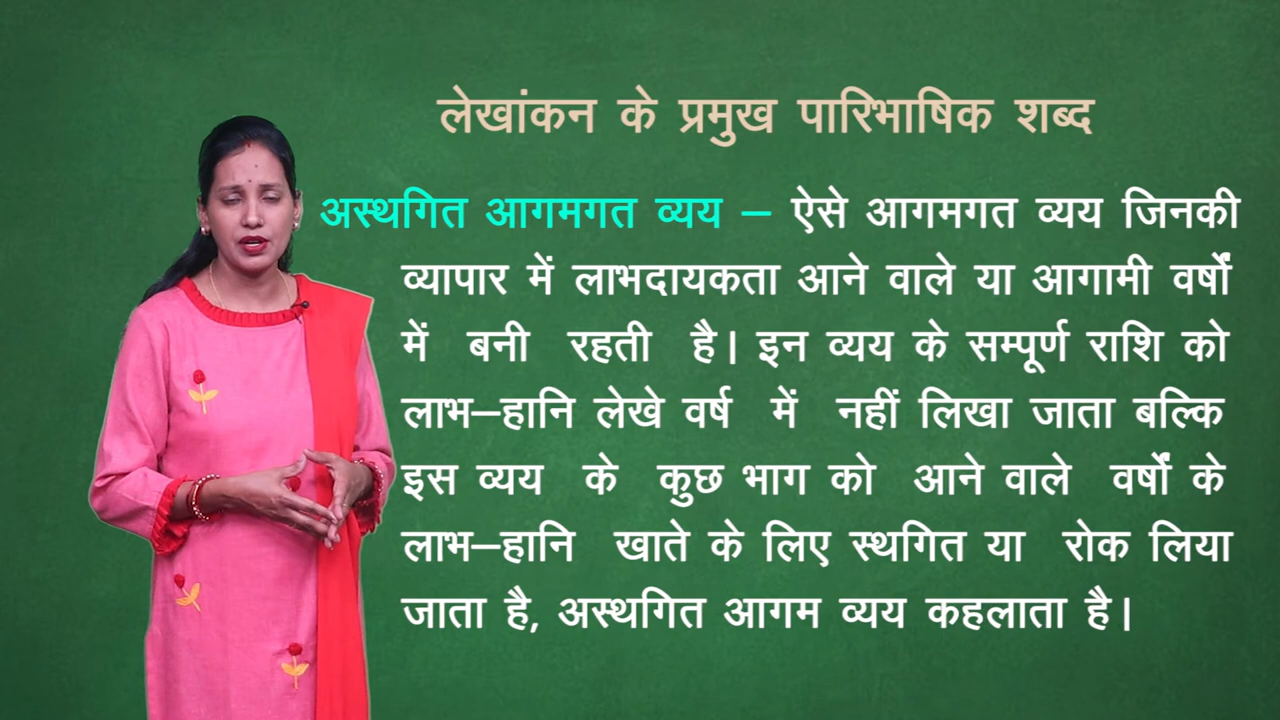 लेखांकन के प्रमुख पारिभाषिक शब्द
अस्थगित आगमगत व्यय – ऐसे आगमगत व्यय जिनकी
व्यापार में लाभदायकता आने वाले या आगामी वर्षों
में बनी रहती है। इन व्यय के सम्पूर्ण राशि को
लाभ–हानि लेखे वर्ष में नहीं लिखा जाता बल्कि
इस व्यय के कुछ भाग को आने वाले वर्षों के
लाभ–हानि खाते के लिए स्थगित या रोक लिया
जाता है, अस्थगित आगम व्यय कहलाता है।